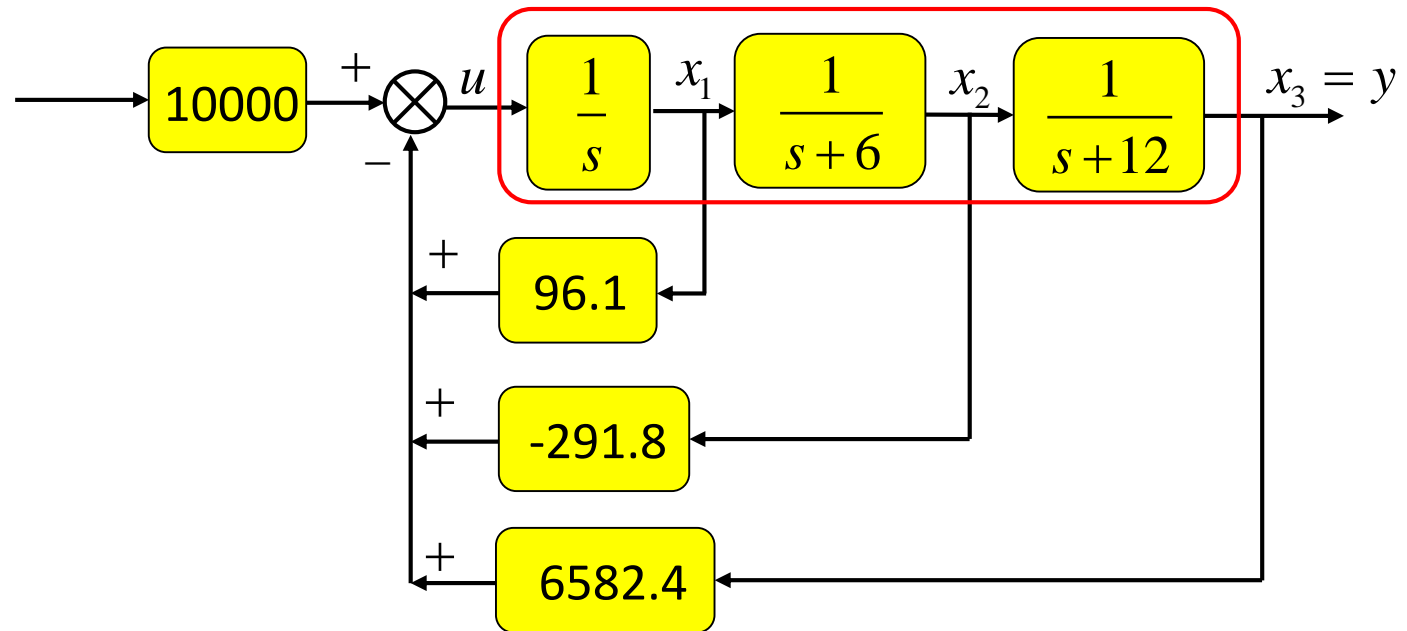 10000
+
−
u
1
s
x₁
1
s + 6
x₂
1
s + 12
x₃ = y
+
96.1
+
-291.8
+
6582.4